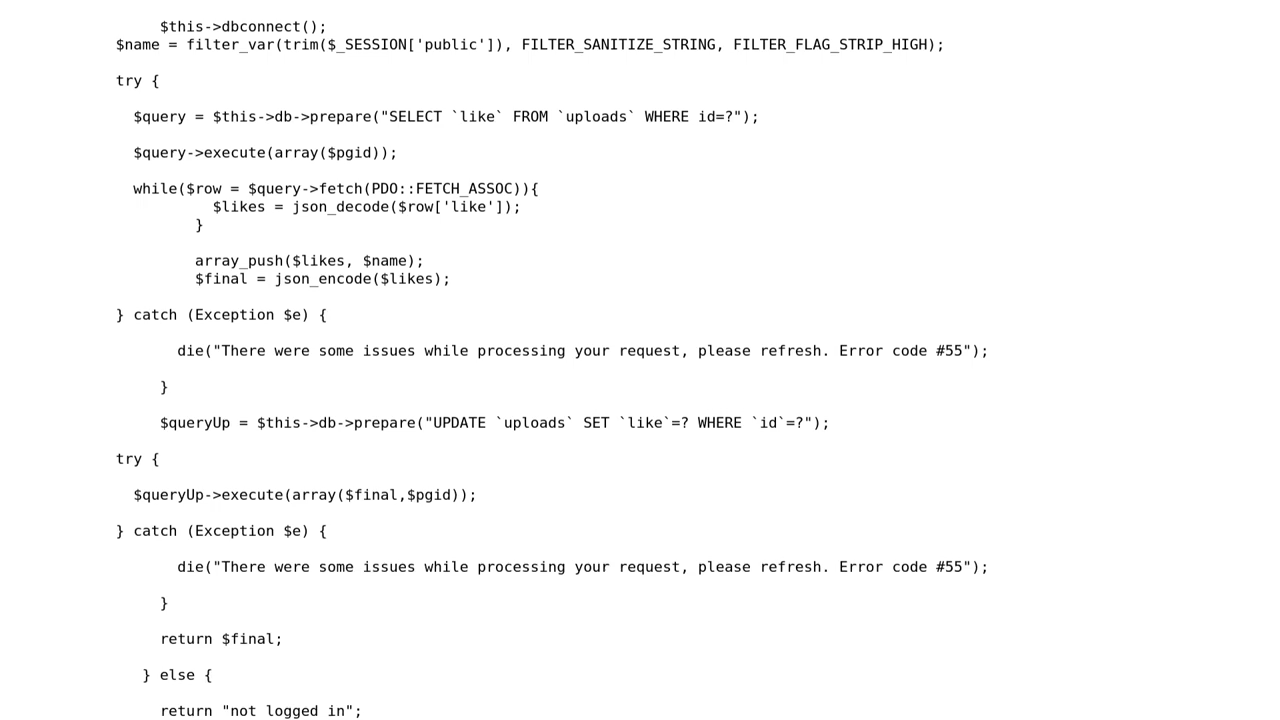 $this->dbconnect();
$name = filter_var(trim($_SESSION['public']), FILTER_SANITIZE_STRING, FILTER_FLAG_STRIP_HIGH);
try {
$query = $this->db->prepare("SELECT `like` FROM `uploads` WHERE id=?");
$query->execute(array($pgid));
while($row = $query->fetch(PDO::FETCH_ASSOC)){
$likes = json_decode($row['like']);
}
array_push($likes, $name);
$final = json_encode($likes);
} catch (Exception $e) {
die("There were some issues while processing your request, please refresh. Error code #55");
}
$queryUp = $this->db->prepare("UPDATE `uploads` SET `like`=? WHERE `id`=?");
try {
$queryUp->execute(array($final,$pgid));
} catch (Exception $e) {
die("There were some issues while processing your request, please refresh. Error code #55");
}
return $final;
} else {
return "not logged in";